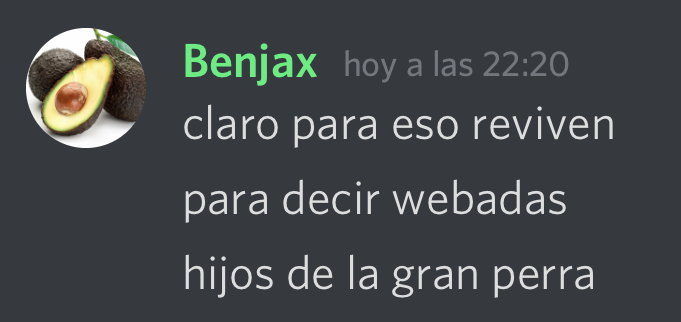 Benjax hoy a las 22:20
claro para eso reviven
para decir webadas
hijos de la gran perra